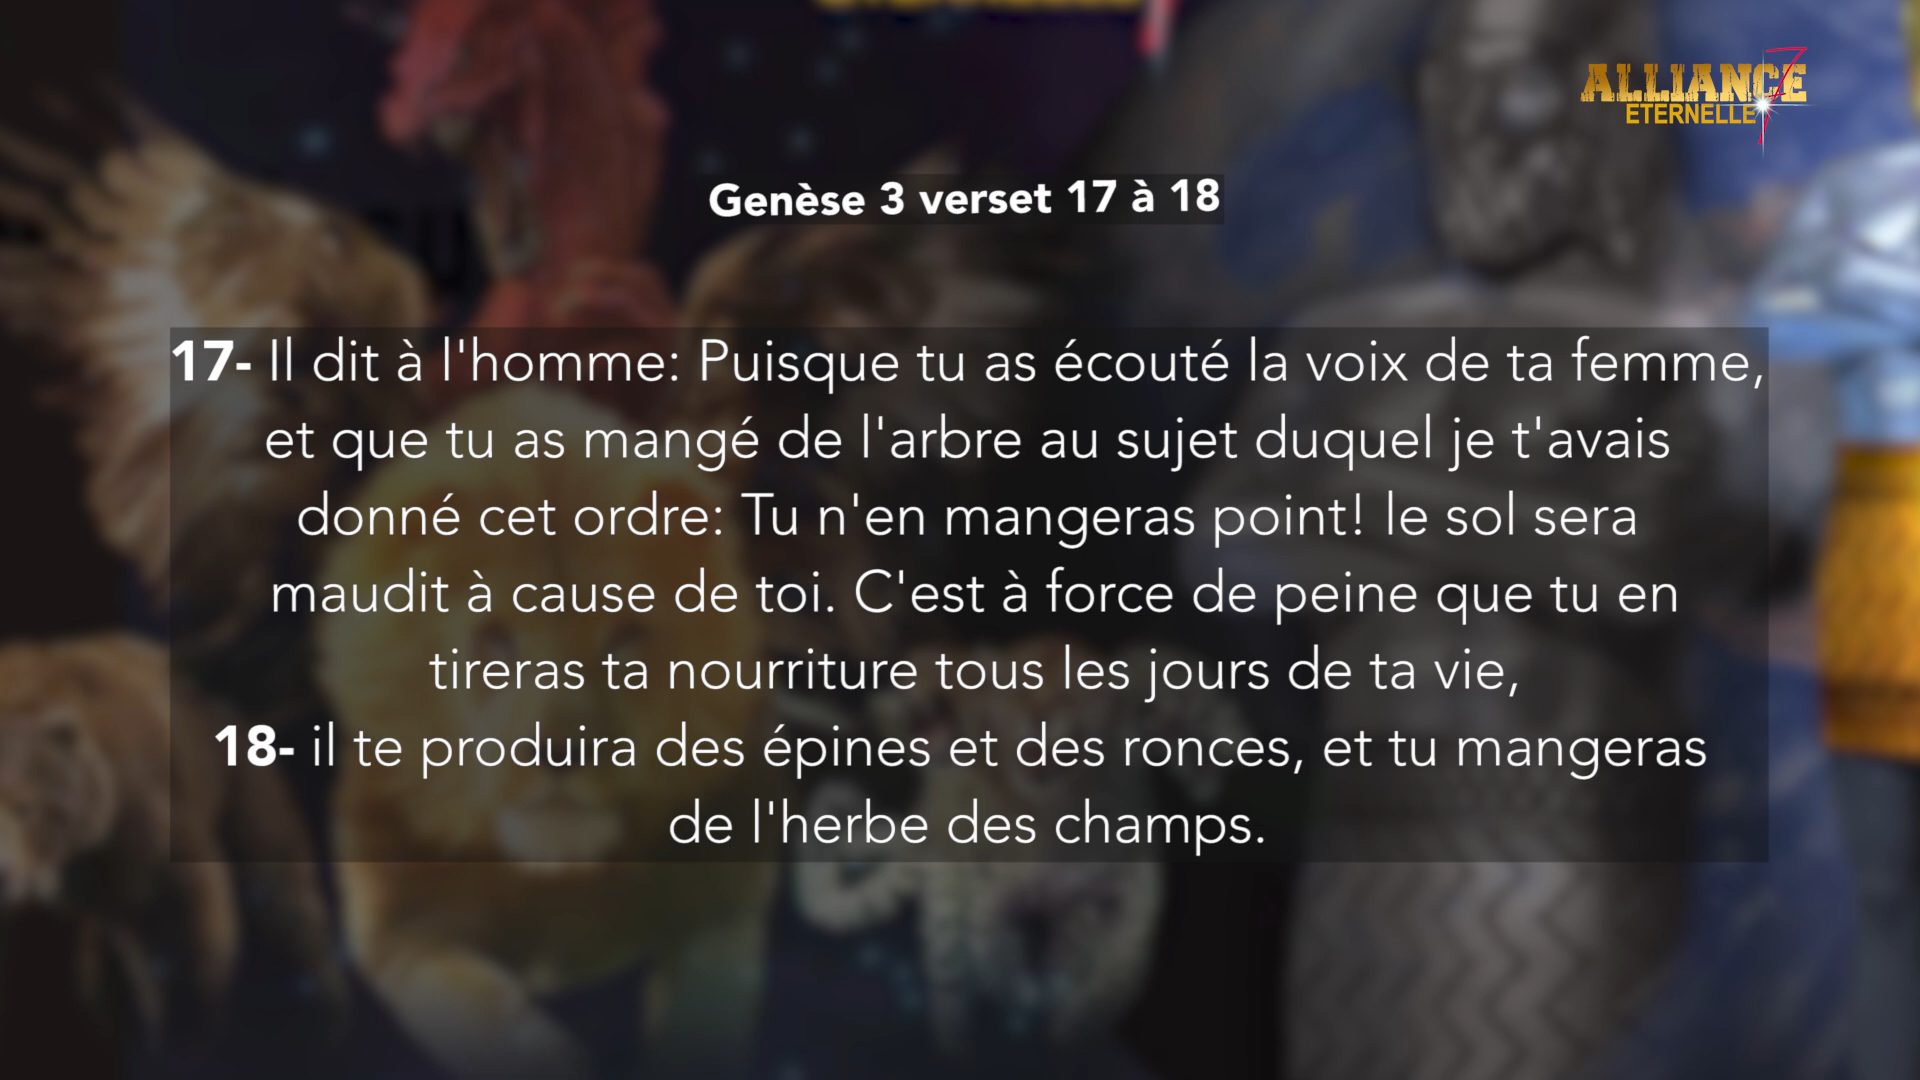 ALLIANCE
ETERNELLE
Genèse 3 verset 17 à 18
17- Il dit à l'homme: Puisque tu as écouté la voix de ta femme,
et que tu as mangé de l'arbre au sujet duquel je t'avais
donné cet ordre: Tu n'en mangeras point! le sol sera
maudit à cause de toi. C'est à force de peine que tu en
tireras ta nourriture tous les jours de ta vie,
18- il te produira des épines et des ronces, et tu mangeras
de l'herbe des champs.